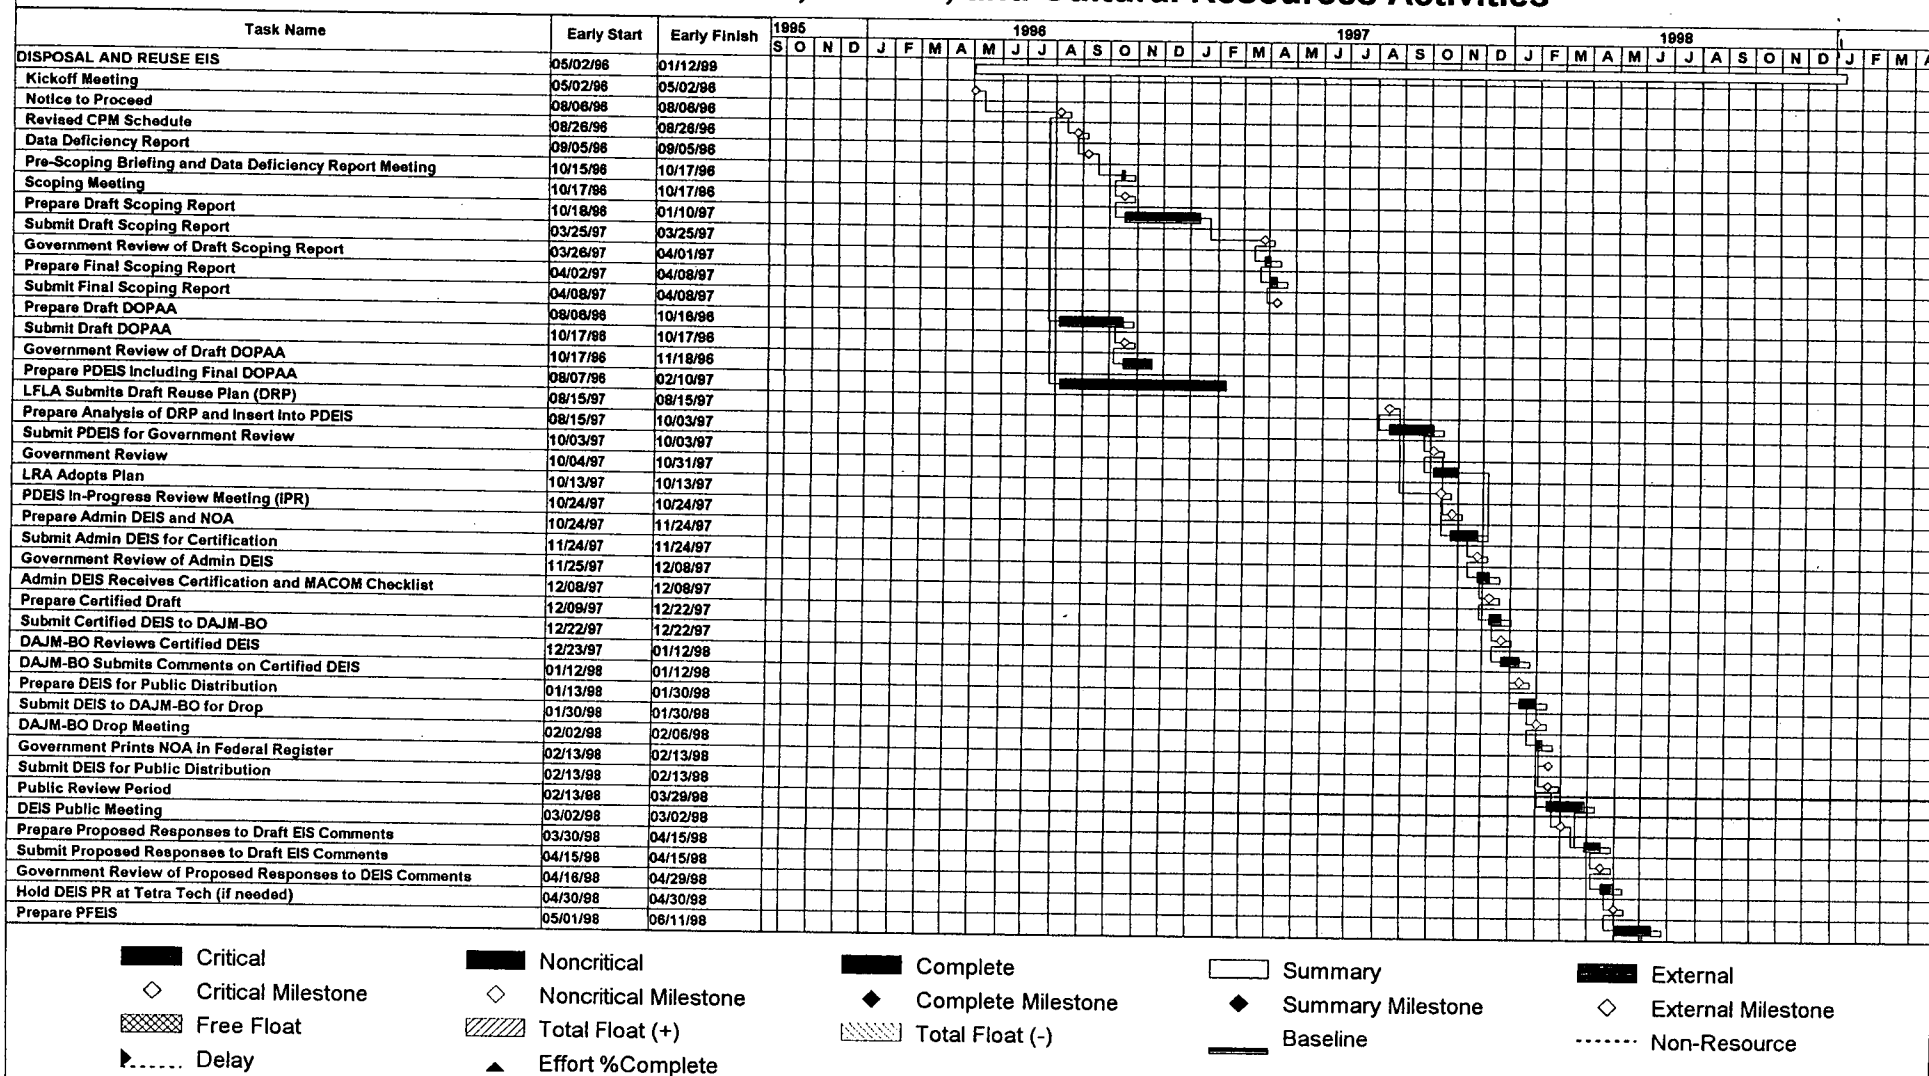 Cultural Resources Activities
Task Name Early Start Early Finish 1995 1996 1997 1998
S O N D J F M A M J J A S O N D J F M A M J J A S O N D J F M A M J J A S O N D J F M A
DISPOSAL AND REUSE EIS 05/02/96 01/12/99
Kickoff Meeting 05/02/96 05/02/96
Notice to Proceed 08/06/96 08/06/96
Revised CPM Schedule 08/26/96 08/26/96
Data Deficiency Report 09/05/96 09/05/96
Pre-Scoping Briefing and Data Deficiency Report Meeting 10/15/96 10/17/96
Scoping Meeting 10/17/96 10/17/96
Prepare Draft Scoping Report 10/18/96 01/10/97
Submit Draft Scoping Report 03/25/97 03/25/97
Government Review of Draft Scoping Report 03/26/97 04/01/97
Prepare Final Scoping Report 04/02/97 04/08/97
Submit Final Scoping Report 04/08/97 04/08/97
Prepare Draft DOPAA 08/06/96 10/16/96
Submit Draft DOPAA 10/17/96 10/17/96
Government Review of Draft DOPAA 10/17/96 11/18/96
Prepare PDEIS Including Final DOPAA 08/07/96 02/10/97
LFLA Submits Draft Reuse Plan (DRP) 08/15/97 08/15/97
Prepare Analysis of DRP and Insert Into PDEIS 08/15/97 10/03/97
Submit PDEIS for Government Review 10/03/97 10/03/97
Government Review 10/04/97 10/31/97
LRA Adopts Plan 10/13/97 10/13/97
PDEIS In-Progress Review Meeting (IPR) 10/24/97 10/24/97
Prepare Admin DEIS and NOA 10/24/97 11/24/97
Submit Admin DEIS for Certification 11/24/97 11/24/97
Government Review of Admin DEIS 11/25/97 12/08/97
Admin DEIS Receives Certification and MACOM Checklist 12/08/97 12/08/97
Prepare Certified Draft 12/09/97 12/22/97
Submit Certified DEIS to DAJM-BO 12/22/97 12/22/97
DAJM-BO Reviews Certified DEIS 12/23/97 01/12/98
DAJM-BO Submits Comments on Certified DEIS 01/12/98 01/12/98
Prepare DEIS for Public Distribution 01/13/98 01/30/98
Submit DEIS to DAJM-BO for Drop 01/30/98 01/30/98
DAJM-BO Drop Meeting 02/02/98 02/06/98
Government Prints NOA in Federal Register 02/13/98 02/13/98
Submit DEIS for Public Distribution 02/13/98 02/13/98
Public Review Period 02/13/98 03/29/98
DEIS Public Meeting 03/02/98 03/02/98
Prepare Proposed Responses to Draft EIS Comments 03/30/98 04/15/98
Submit Proposed Responses to Draft EIS Comments 04/15/98 04/15/98
Government Review of Proposed Responses to DEIS Comments 04/16/98 04/29/98
Hold DEIS PR at Tetra Tech (if needed) 04/30/98 04/30/98
Prepare PFEIS 05/01/98 06/11/98
Critical Noncritical Complete Summary External
Critical Milestone Noncritical Milestone Complete Milestone Summary Milestone External Milestone
Free Float Total Float (+) Total Float (-) Baseline Non-Resource
Delay Effort %Complete